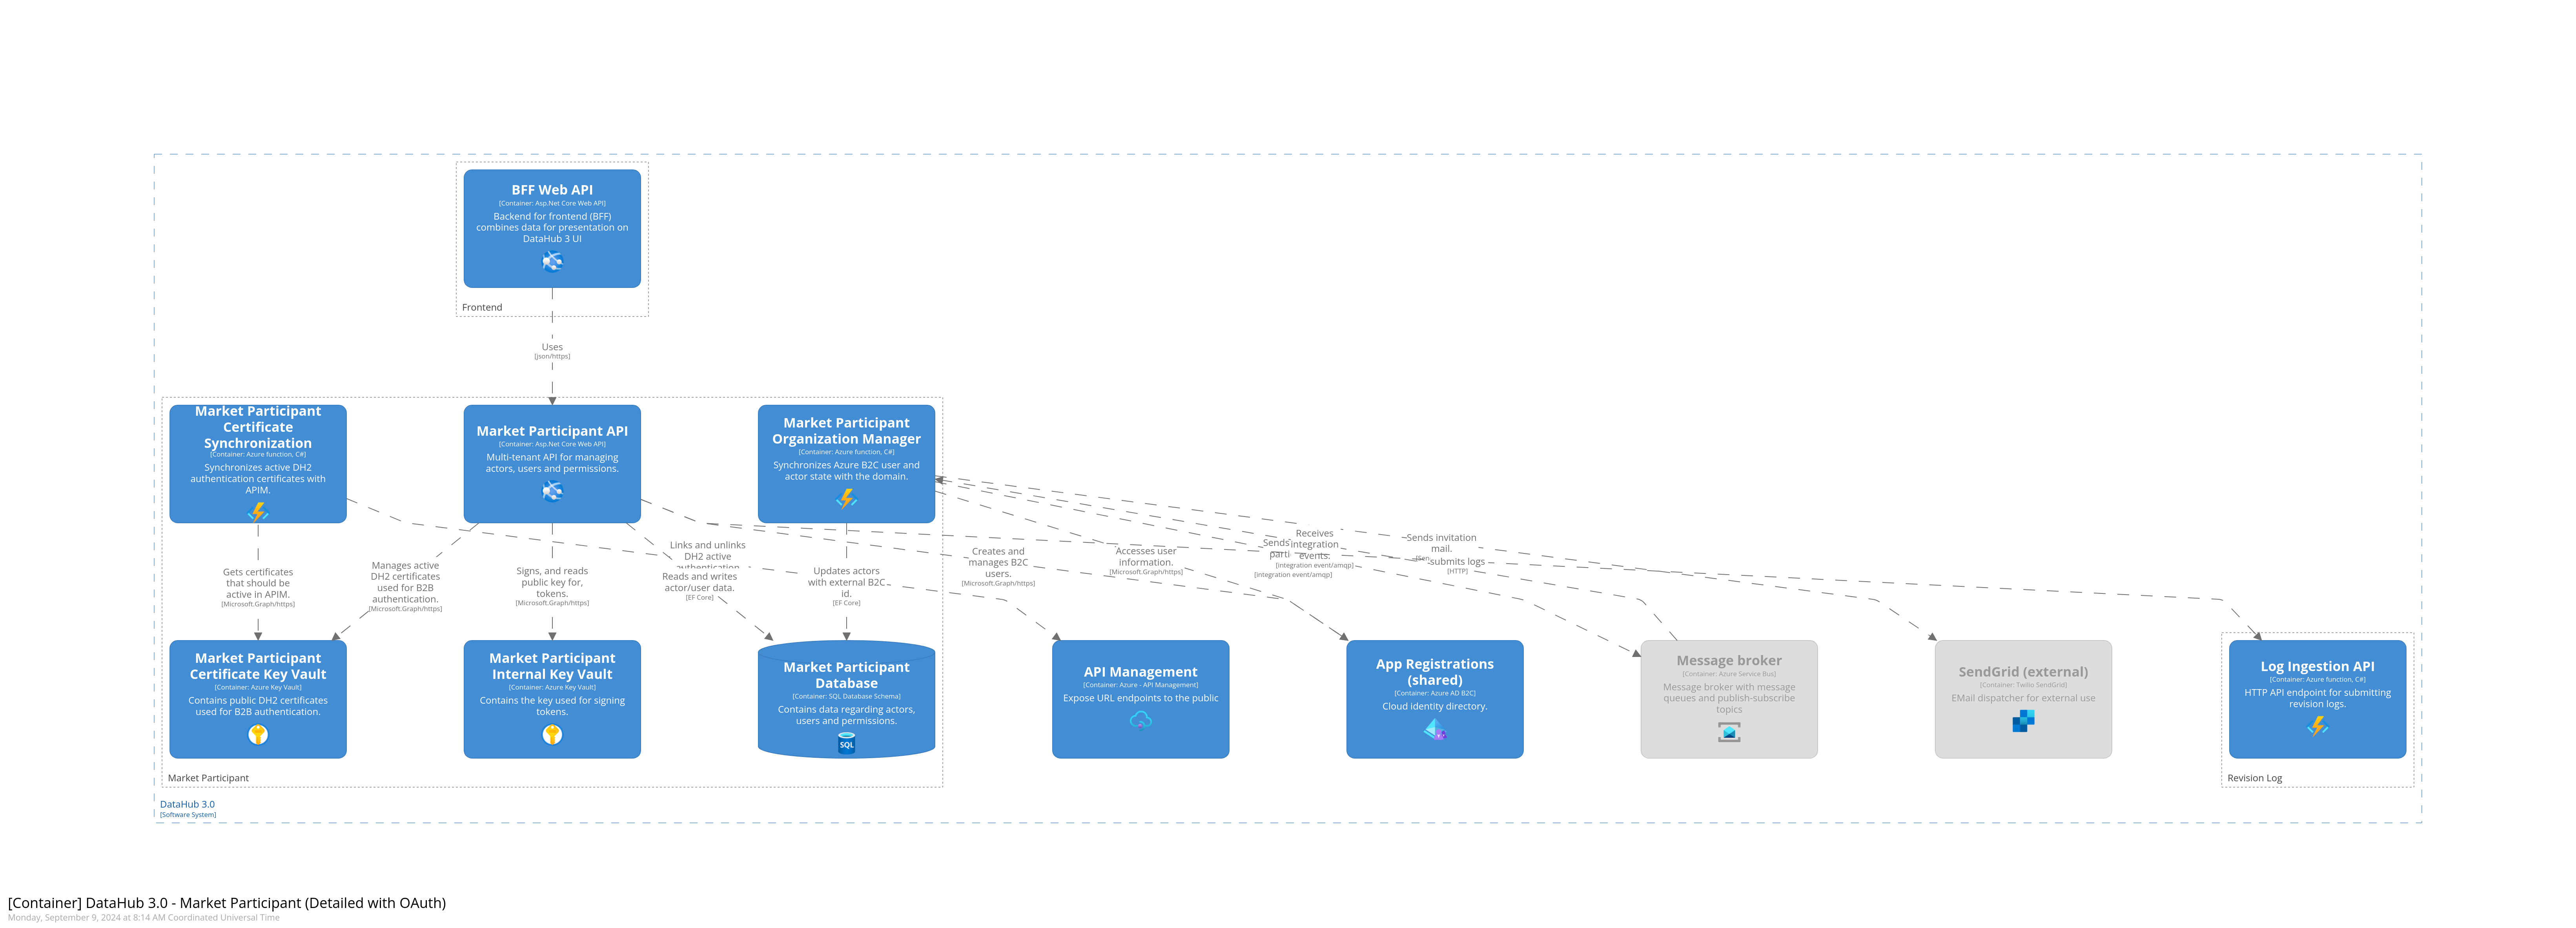 BFF Web API
[Container: Asp.Net Core Web API]
Backend for frontend (BFF)
combines data for presentation on
DataHub 3 UI
Frontend
Uses
[json/https]
Market Participant
Certificate
Synchronization
[Container: Azure function, C#]
Synchronizes active DH2
authentication certificates with
APIM.
Market Participant API
[Container: Asp.Net Core Web API]
Multi-tenant API for managing
actors, users and permissions.
Market Participant
Organization Manager
[Container: Azure function, C#]
Synchronizes Azure B2C user and
actor state with the domain.
Gets certificates
that should be
active in APIM.
[Microsoft.Graph/https]
Manages active
DH2 certificates
used for B2B
authentication.
[Microsoft.Graph/https]
Signs, and reads
public key for,
tokens.
[Microsoft.Graph/https]
Links and unlinks
DH2 active
authentication
Reads and writes
actor/user data.
[EF Core]
Updates actors
with external B2C
id.
[EF Core]
Creates and
manages B2C
users.
[Microsoft.Graph/https]
Accesses user
information.
[Microsoft.Graph/https]
Sends
parti
[integration event/amqp]
Receives
integration
events.
[integration event/amqp]
Sends invitation
mail.
submits logs
[HTTP]
Market Participant
Certificate Key Vault
[Container: Azure Key Vault]
Contains public DH2 certificates
used for B2B authentication.
Market Participant
Internal Key Vault
[Container: Azure Key Vault]
Contains the key used for signing
tokens.
Market Participant
Database
[Container: SQL Database Schema]
Contains data regarding actors,
users and permissions.
SQL
API Management
[Container: Azure - API Management]
Expose URL endpoints to the public
App Registrations
(shared)
[Container: Azure AD B2C]
Cloud identity directory.
Message broker
[Container: Azure Service Bus]
Message broker with message
queues and publish-subscribe
topics
SendGrid (external)
[Container: Twilio SendGrid]
EMail dispatcher for external use
Log Ingestion API
[Container: Azure function, C#]
HTTP API endpoint for submitting
revision logs.
Market Participant
Revision Log
DataHub 3.0
[Software System]
[Container] DataHub 3.0 - Market Participant (Detailed with OAuth)
Monday, September 9, 2024 at 8:14 AM Coordinated Universal Time